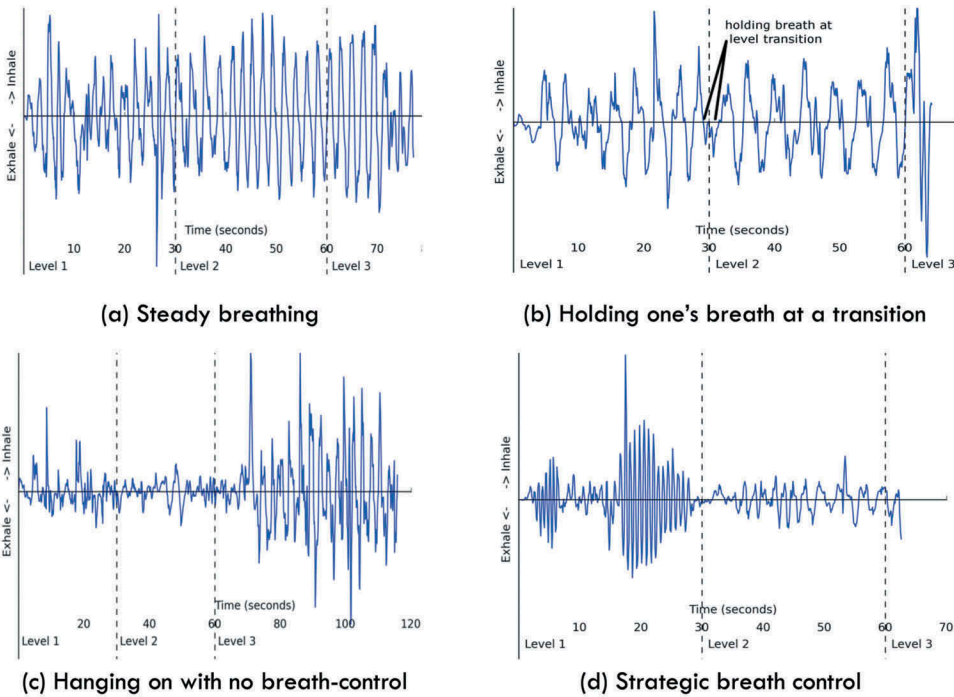 Exhale <- -> Inhale
Time (seconds)
10 20 30 40 50 60 70
Level 1 Level 2 Level 3
(a) Steady breathing
holding breath at
level transition
Exhale <- -> Inhale
Time (seconds)
10 20 30 40 50 60
Level 1 Level 2 Level 3
(b) Holding one's breath at a transition
Exhale <- -> Inhale
Time (seconds)
20 40 60 80 100 120
Level 1 Level 2 Level 3
(c) Hanging on with no breath-control
Exhale <- -> Inhale
Time (seconds)
10 20 30 40 50 60 70
Level 1 Level 2 Level 3
(d) Strategic breath control